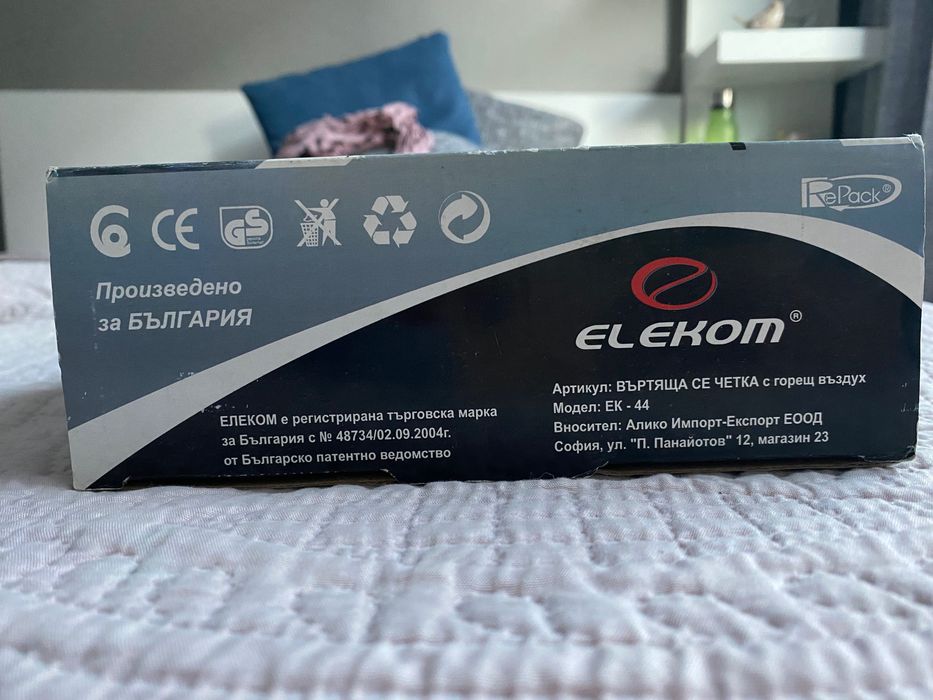 CE
GS
RePack®
Произведено
за БЪЛГАРИЯ
ELEKOM®
Артикул: ВЪРТЯЩА СЕ ЧЕТКА с горещ въздух
Модел: ЕК - 44
Вносител: Алико Импорт-Експорт ЕООД
София, ул. "П. Панайотов" 12, магазин 23
ЕЛЕКОМ е регистрирана търговска марка
за България с № 48734/02.09.2004г.
от Българско патентно ведомство